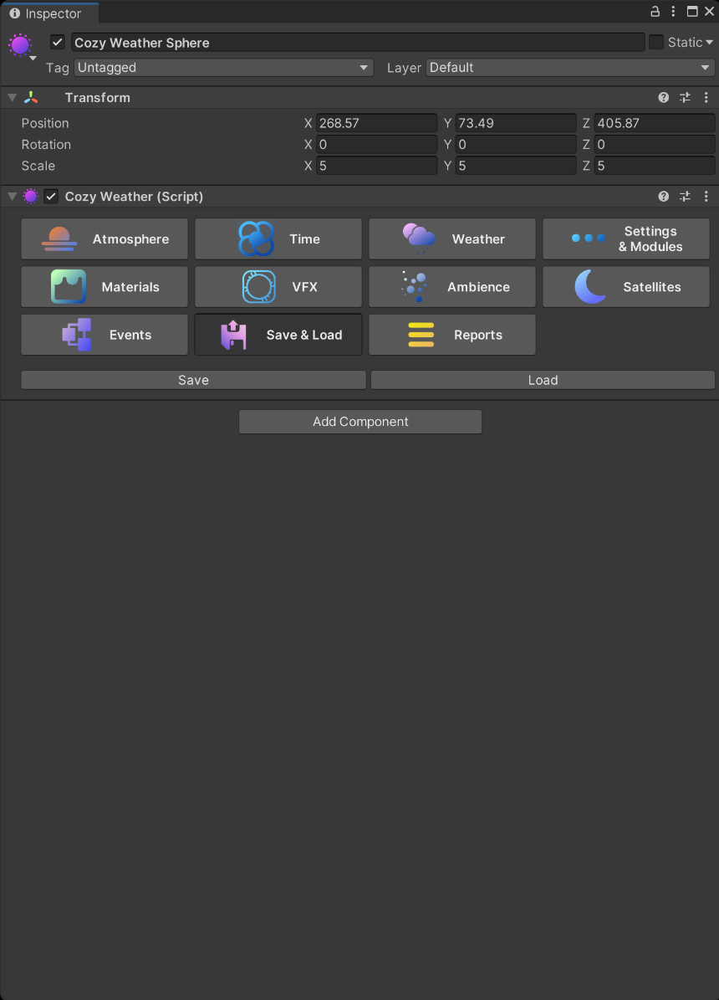 Inspector
Cozy Weather Sphere Static
Tag Untagged Layer Default
Transform
Position X 268.57 Y 73.49 Z 405.87
Rotation X 0 Y 0 Z 0
Scale X 5 Y 5 Z 5
Cozy Weather (Script)
Atmosphere Time Weather Settings
& Modules
Materials VFX Ambience Satellites
Events Save & Load Reports
Save Load
Add Component